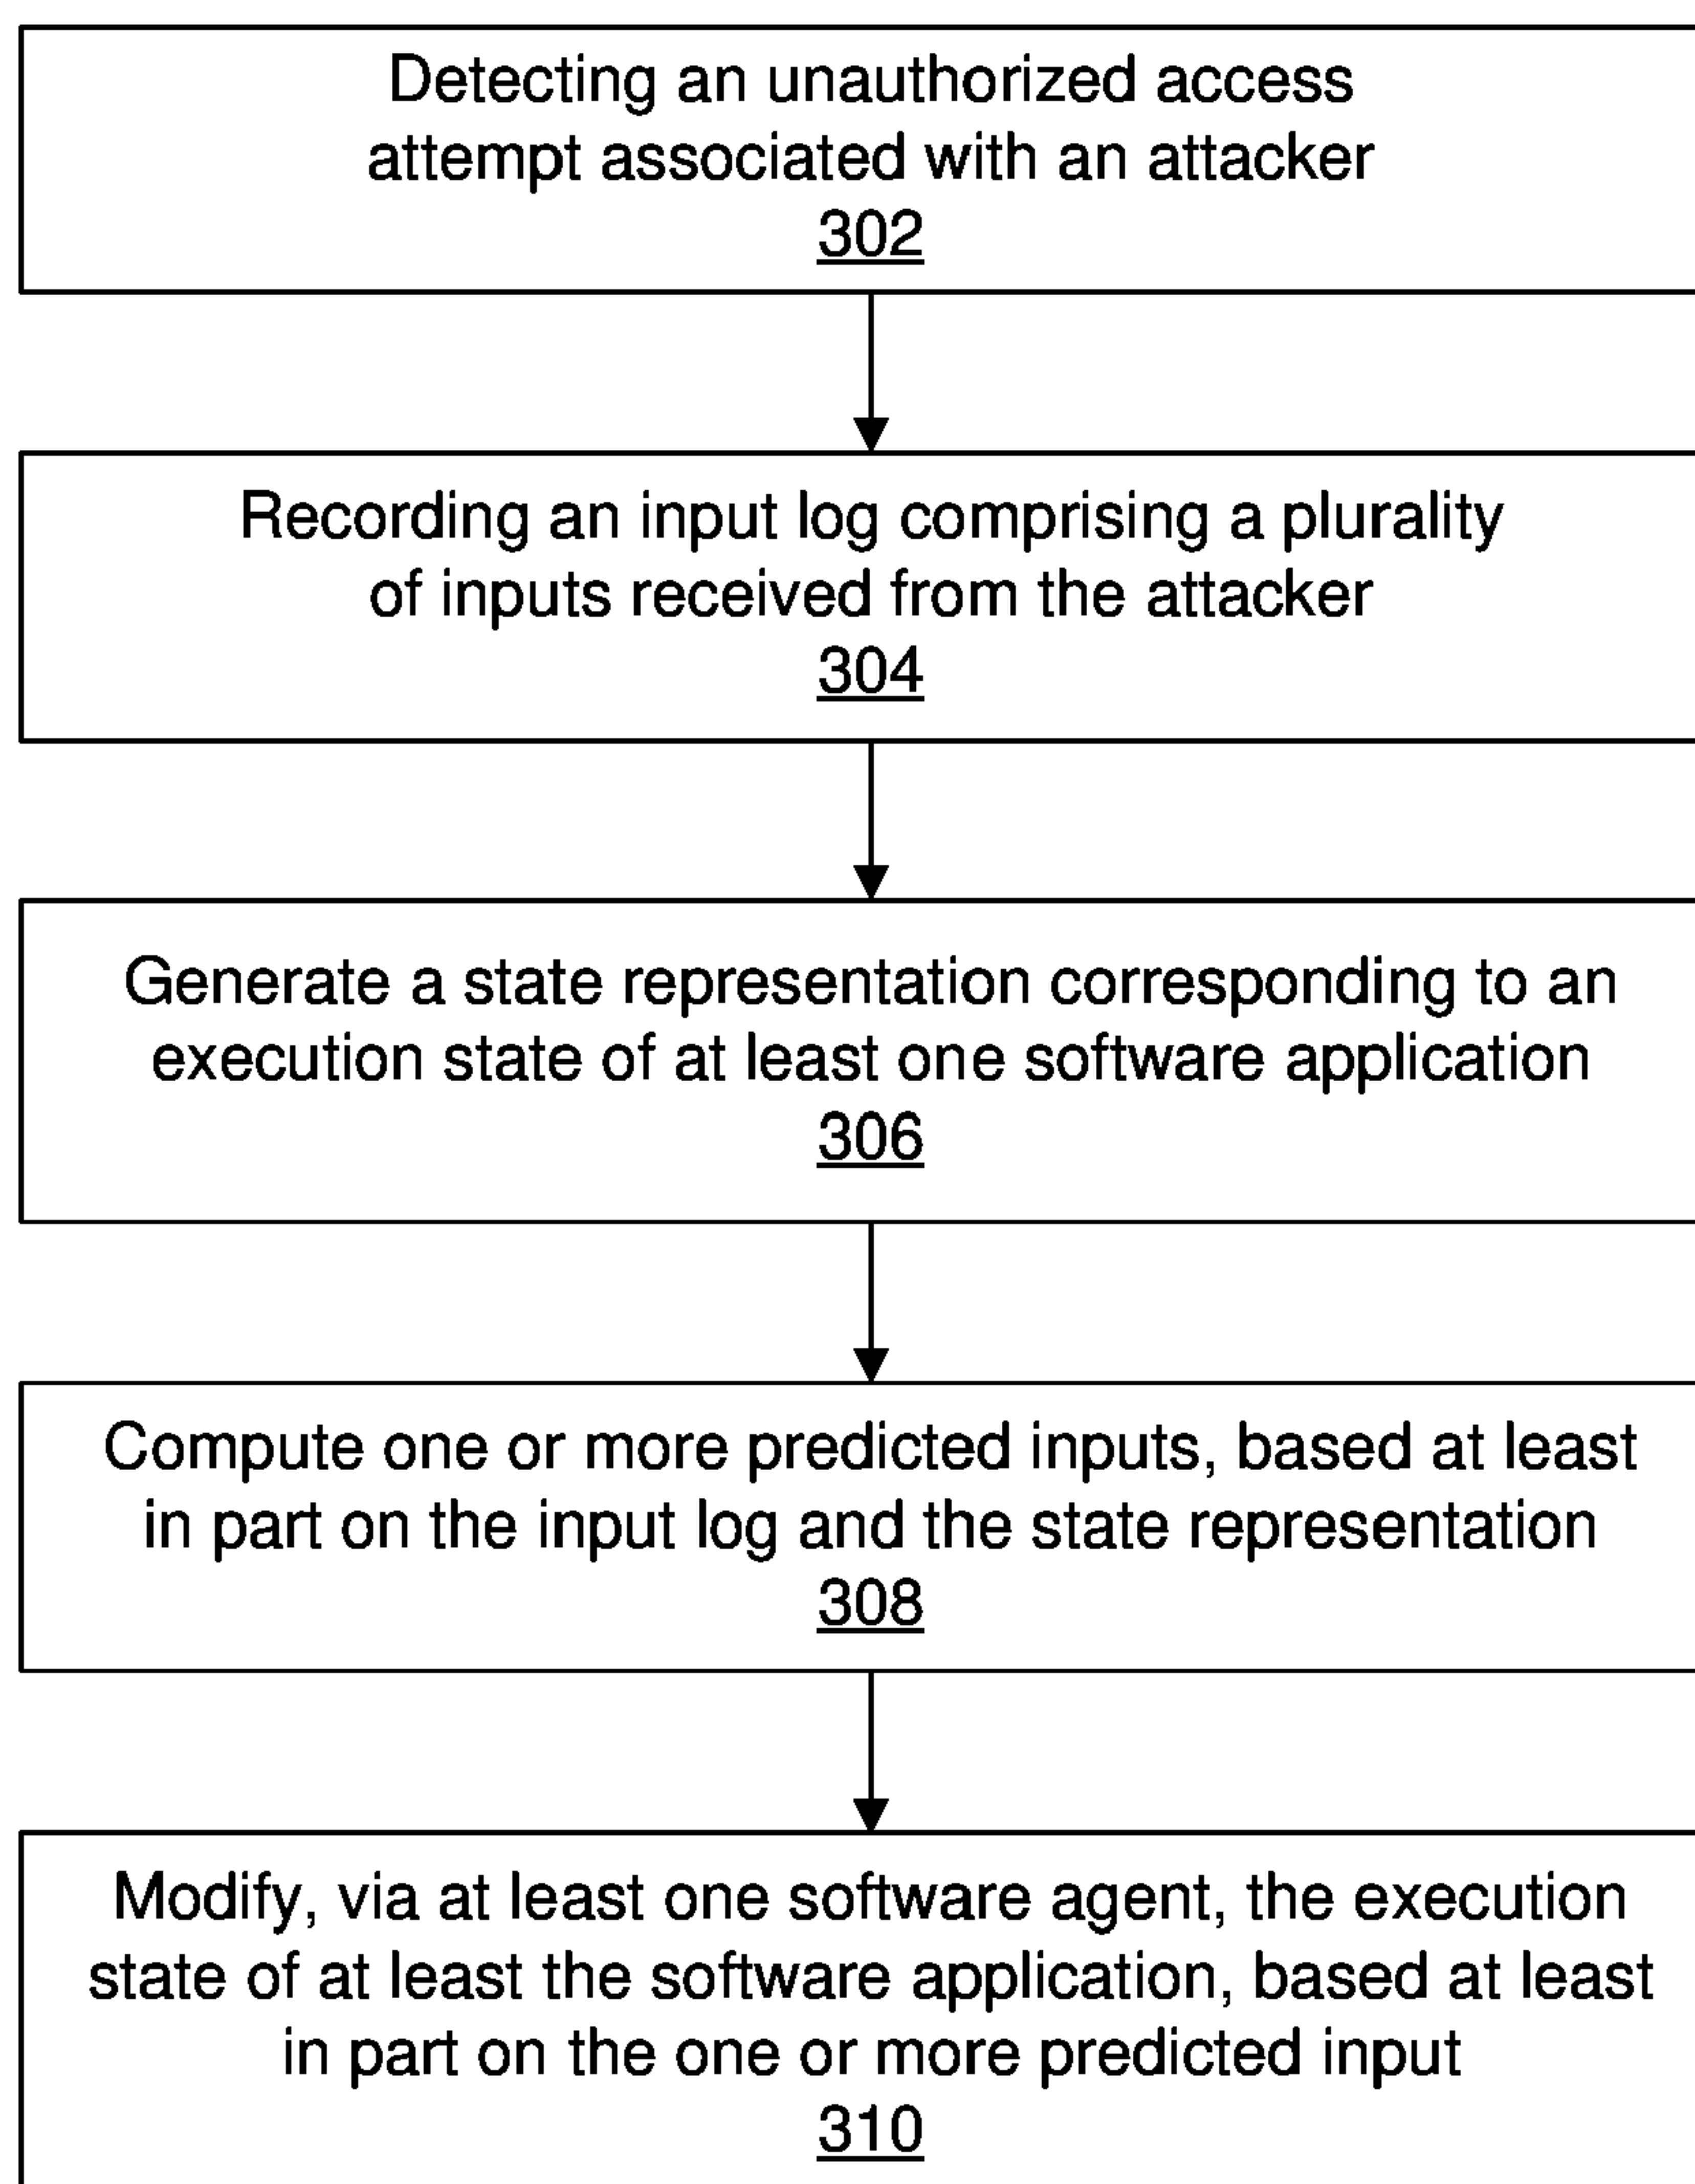 Detecting an unauthorized access
attempt associated with an attacker
302
Recording an input log comprising a plurality
of inputs received from the attacker
304
Generate a state representation corresponding to an
execution state of at least one software application
306
Compute one or more predicted inputs, based at least
in part on the input log and the state representation
308
Modify, via at least one software agent, the execution
state of at least the software application, based at least
in part on the one or more predicted input
310